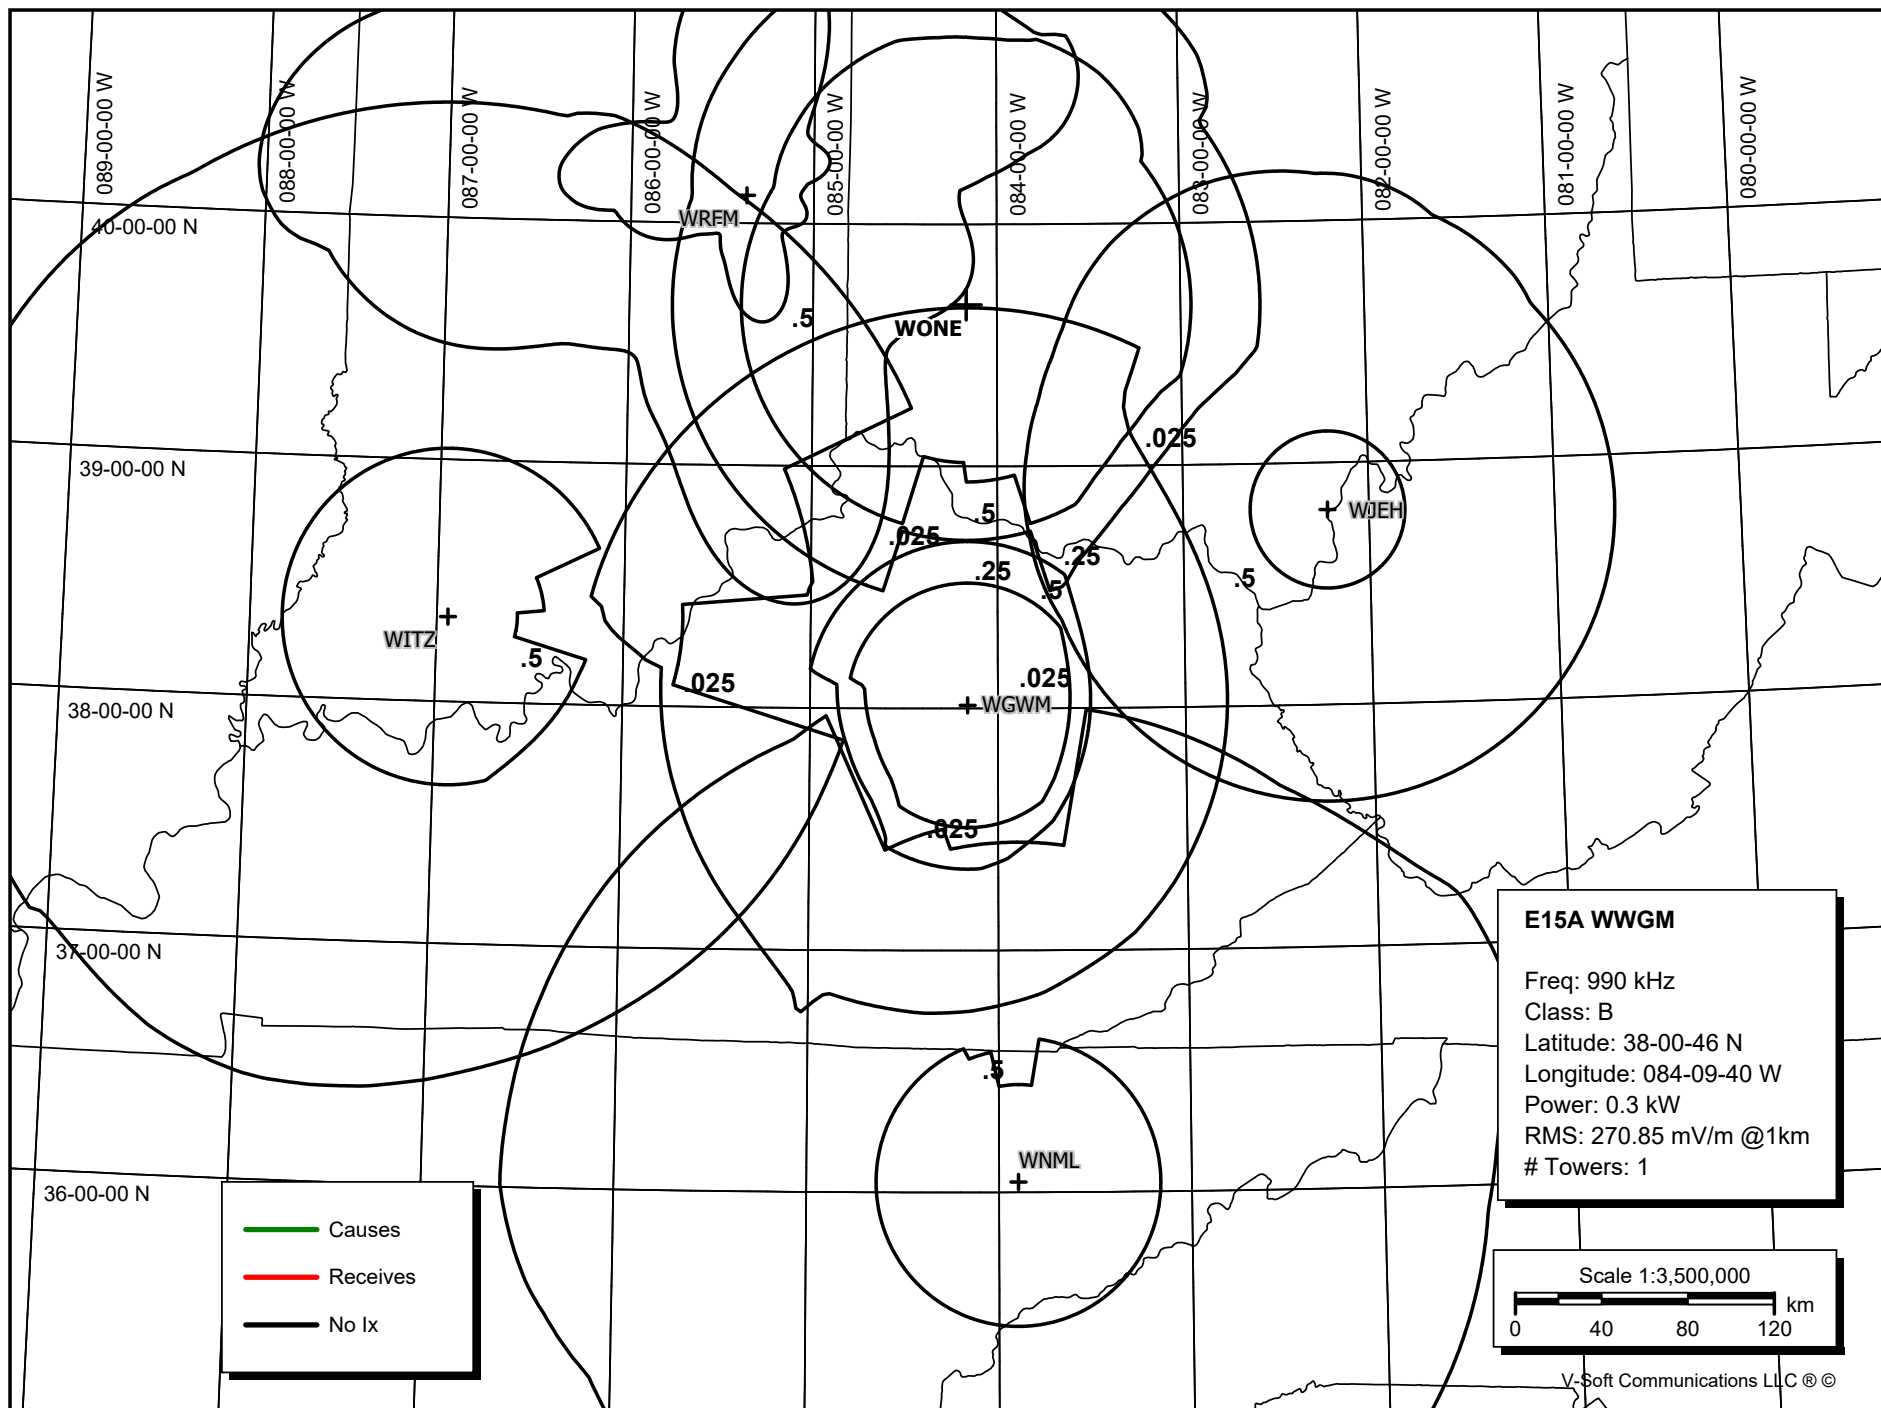 089-00-00 W
088-00-00 W
087-00-00 W
086-00-00 W
085-00-00 W
084-00-00 W
083-00-00 W
082-00-00 W
081-00-00 W
080-00-00 W
40-00-00 N
WRFM
.5
WONE
.025
39-00-00 N
WJEH
.5
.025
.25
.25
.5
.5
WITZ
.5
.025
.025
WGWM
38-00-00 N
.025
37-00-00 N
.5
WNML
36-00-00 N
E15A WWGM
Freq: 990 kHz
Class: B
Latitude: 38-00-46 N
Longitude: 084-09-40 W
Power: 0.3 kW
RMS: 270.85 mV/m @1km
# Towers: 1
Causes
Receives
No Ix
Scale 1:3,500,000
km
0 40 80 120
V-Soft Communications LLC ® ©